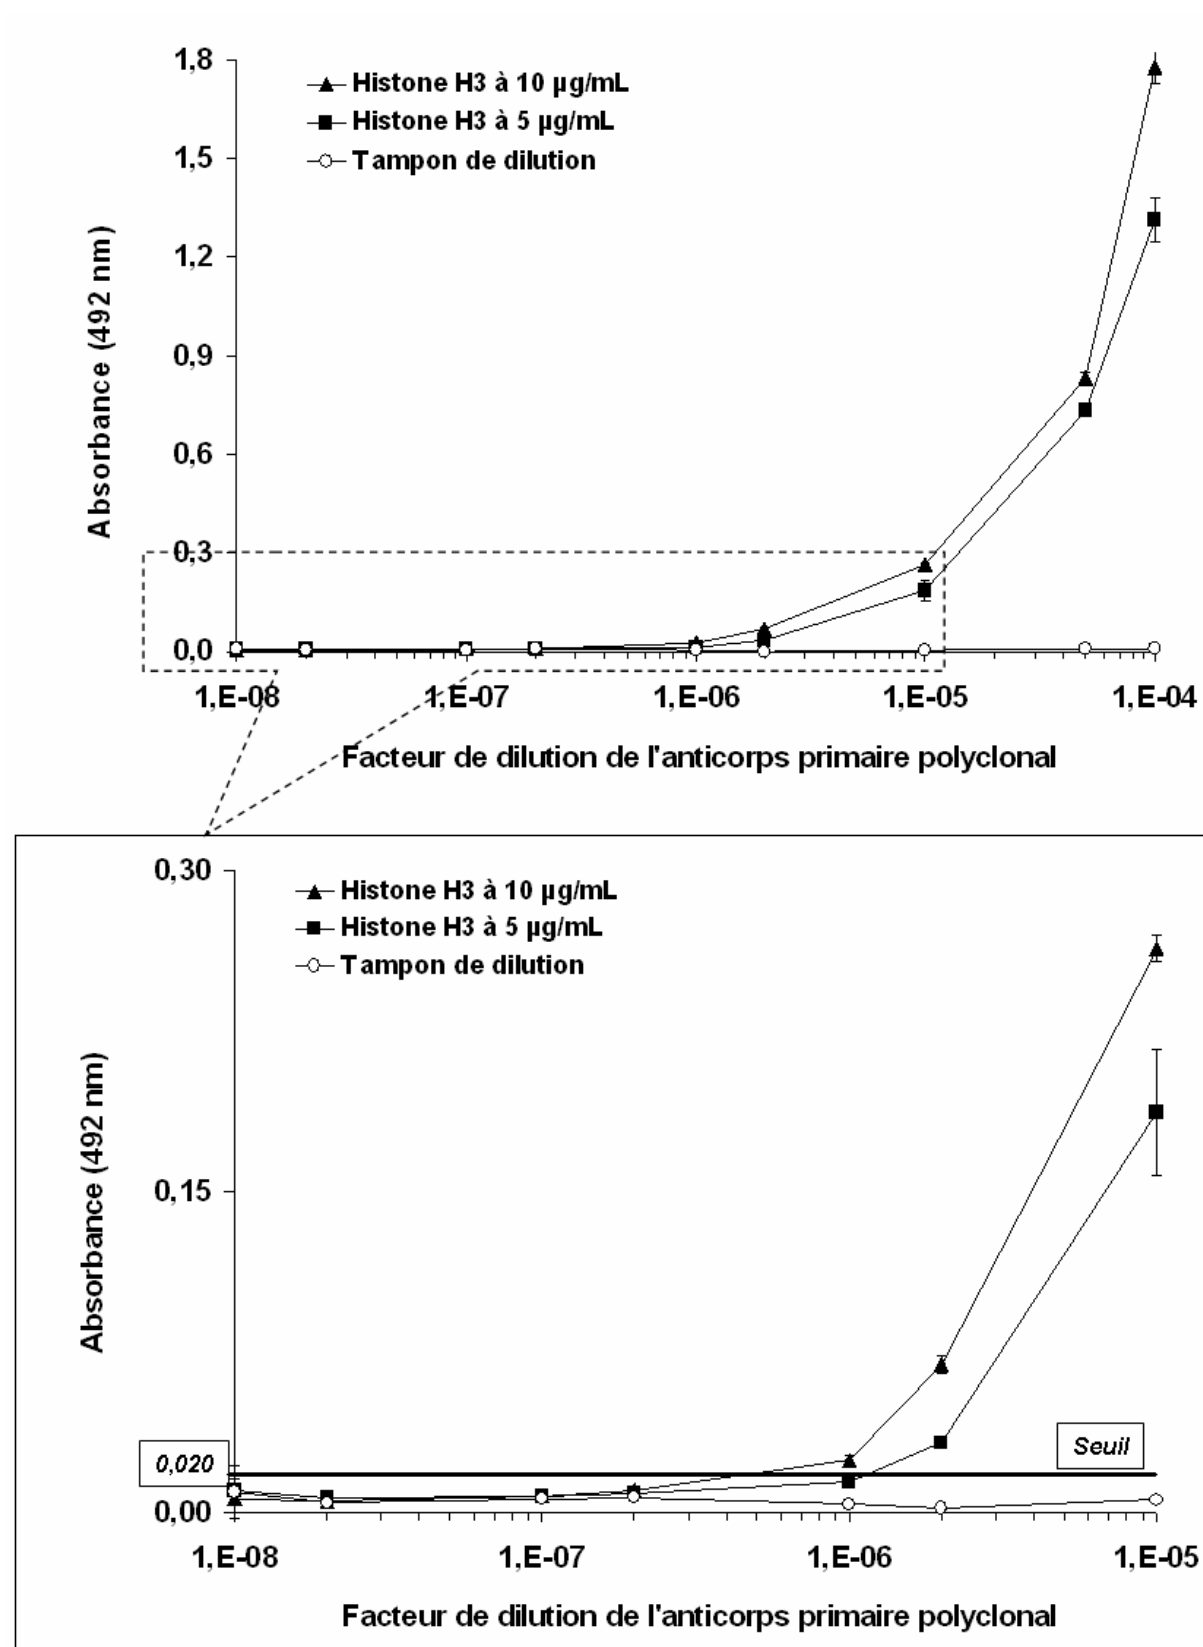 1,8
1,5
1,2
0,9
0,6
0,3
0,0
Absorbance (492 nm)
Histone H3 à 10 µg/mL
Histone H3 à 5 µg/mL
Tampon de dilution
1,E-08 1,E-07 1,E-06 1,E-05 1,E-04
Facteur de dilution de l'anticorps primaire polyclonal
0,30
0,15
0,00
Absorbance (492 nm)
Histone H3 à 10 µg/mL
Histone H3 à 5 µg/mL
Tampon de dilution
0,020
Seuil
1,E-08 1,E-07 1,E-06 1,E-05
Facteur de dilution de l'anticorps primaire polyclonal